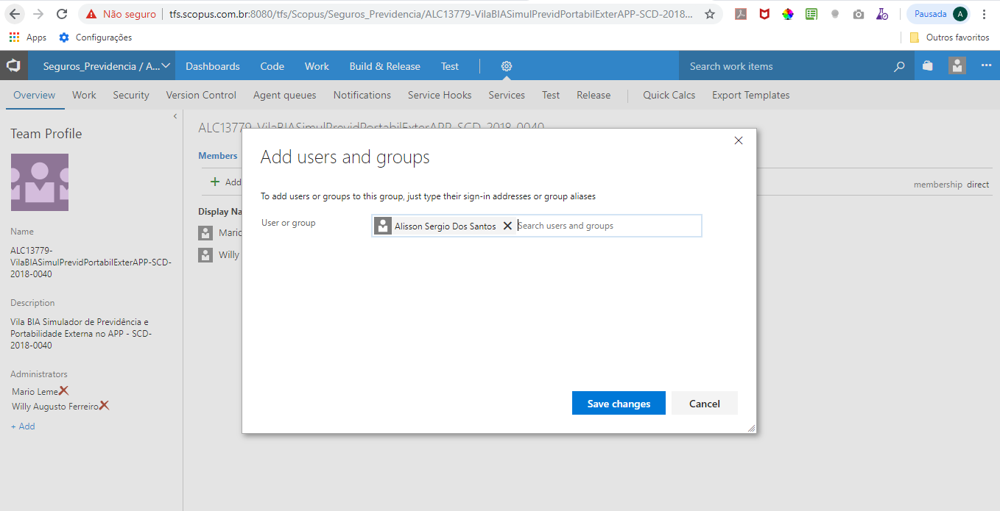 Não seguro
tfs.scopus.com.br:8080/tfs/Scopus/Seguros_Previdencia/ALC13779-VilaBIASimulPrevidPortabilExterAPP-SCD-2018...
Pausada
A
Apps
Configurações
Outros favoritos
Seguros_Previdencia / A...
Dashboards
Code
Work
Build & Release
Test
Search work items
Overview
Work
Security
Version Control
Agent queues
Notifications
Service Hooks
Services
Test
Release
Quick Calcs
Export Templates
Team Profile
Name
ALC13779-
VilaBIASimulPrevidPortabilExterAPP-SCD-
2018-0040
Description
Vila BIA Simulador de Previdência e
Portabilidade Externa no APP - SCD-
2018-0040
Administrators
Mario Leme
Willy Augusto Ferreiro
+ Add
ALC13779-VilaBIASimulPrevidPortabilExterAPP-SCD-2018-0040
Members
+ Add
membership direct
Display Na
Mario
Willy
Add users and groups
To add users or groups to this group, just type their sign-in addresses or group aliases
User or group
Alisson Sergio Dos Santos
Search users and groups
Save changes
Cancel